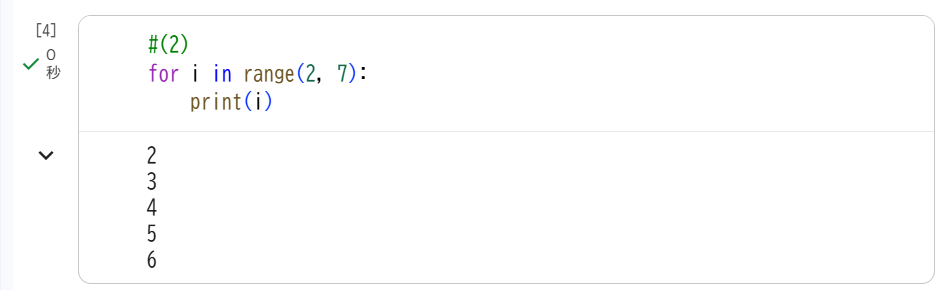 [4]
0
秒
#(2)
for i in range(2, 7):
    print(i)
2
3
4
5
6